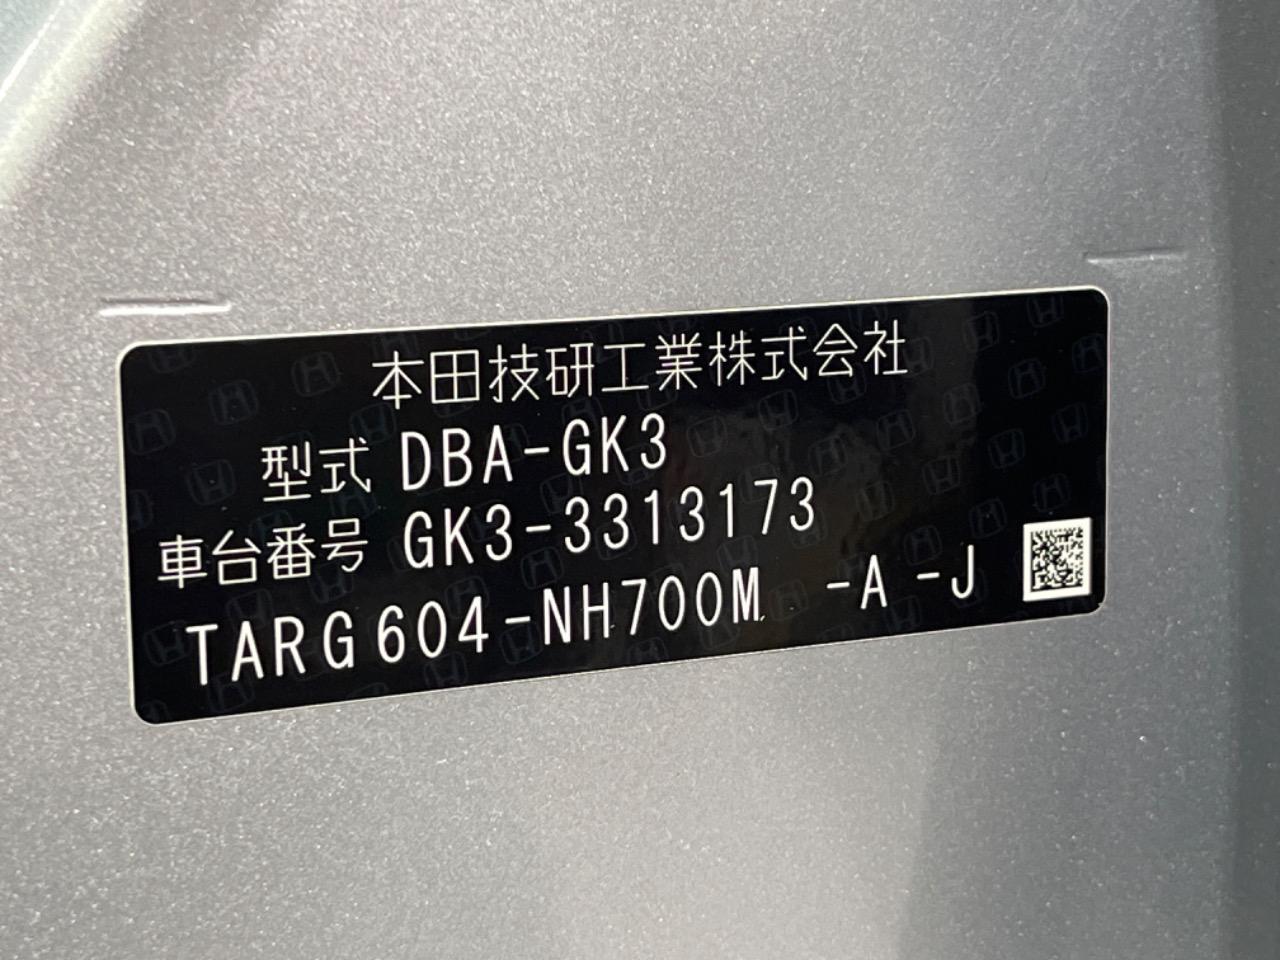 本田技研工業株式会社
型式 DBA-GK3
車台番号 GK3-3313173
TARG604-NH700M -A -J